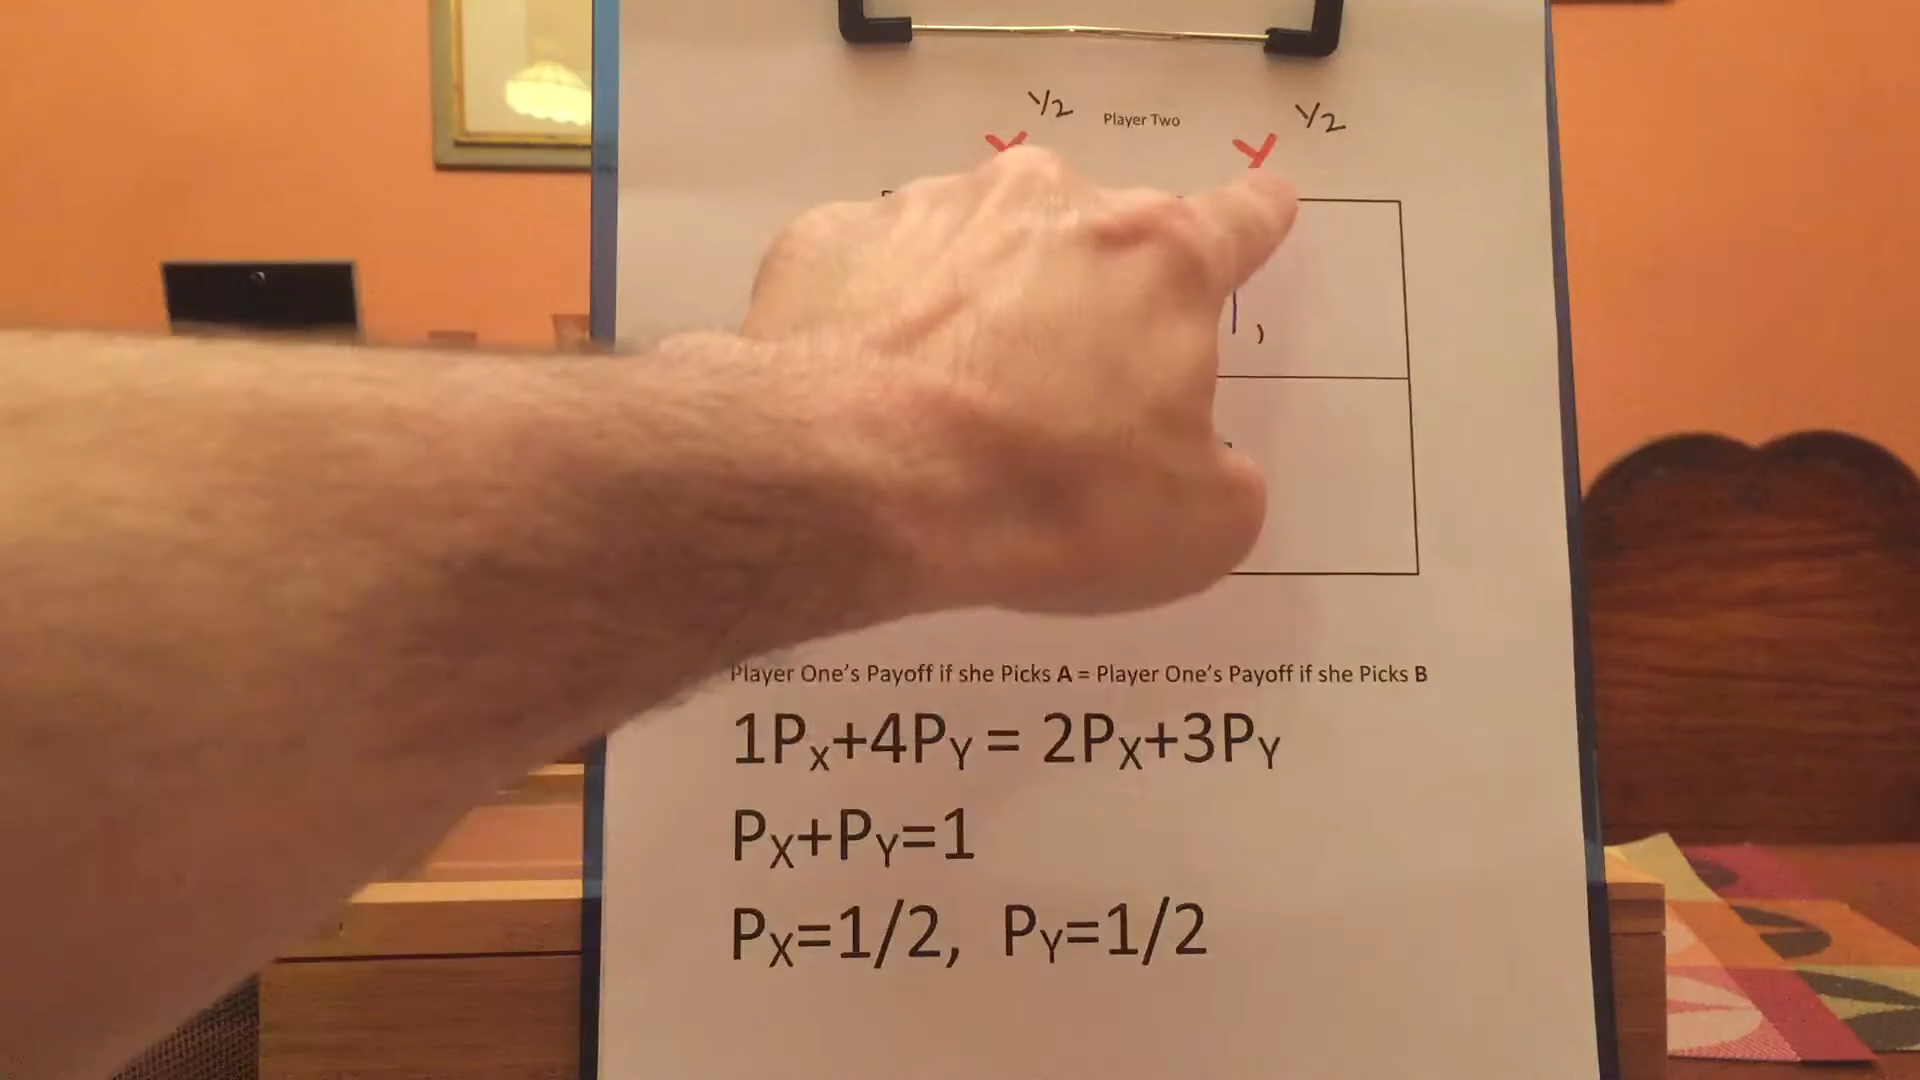 1/2 Player Two 1/2
Y
,
Player One's Payoff if she Picks A = Player One's Payoff if she Picks B
1PX+4PY = 2PX+3PY
PX+PY=1
PX=1/2, PY=1/2